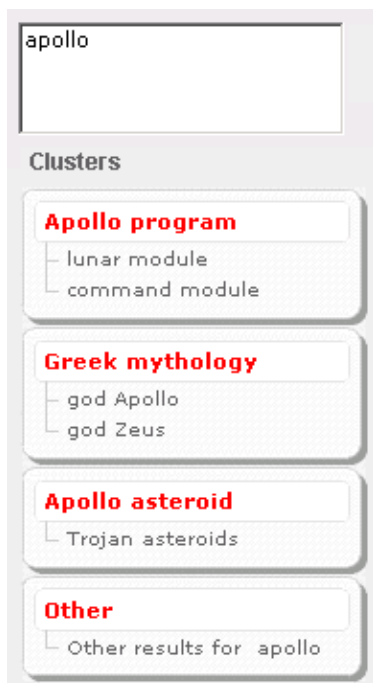 apollo
Clusters
Apollo program
lunar module
command module
Greek mythology
god Apollo
god Zeus
Apollo asteroid
Trojan asteroids
Other
Other results for apollo